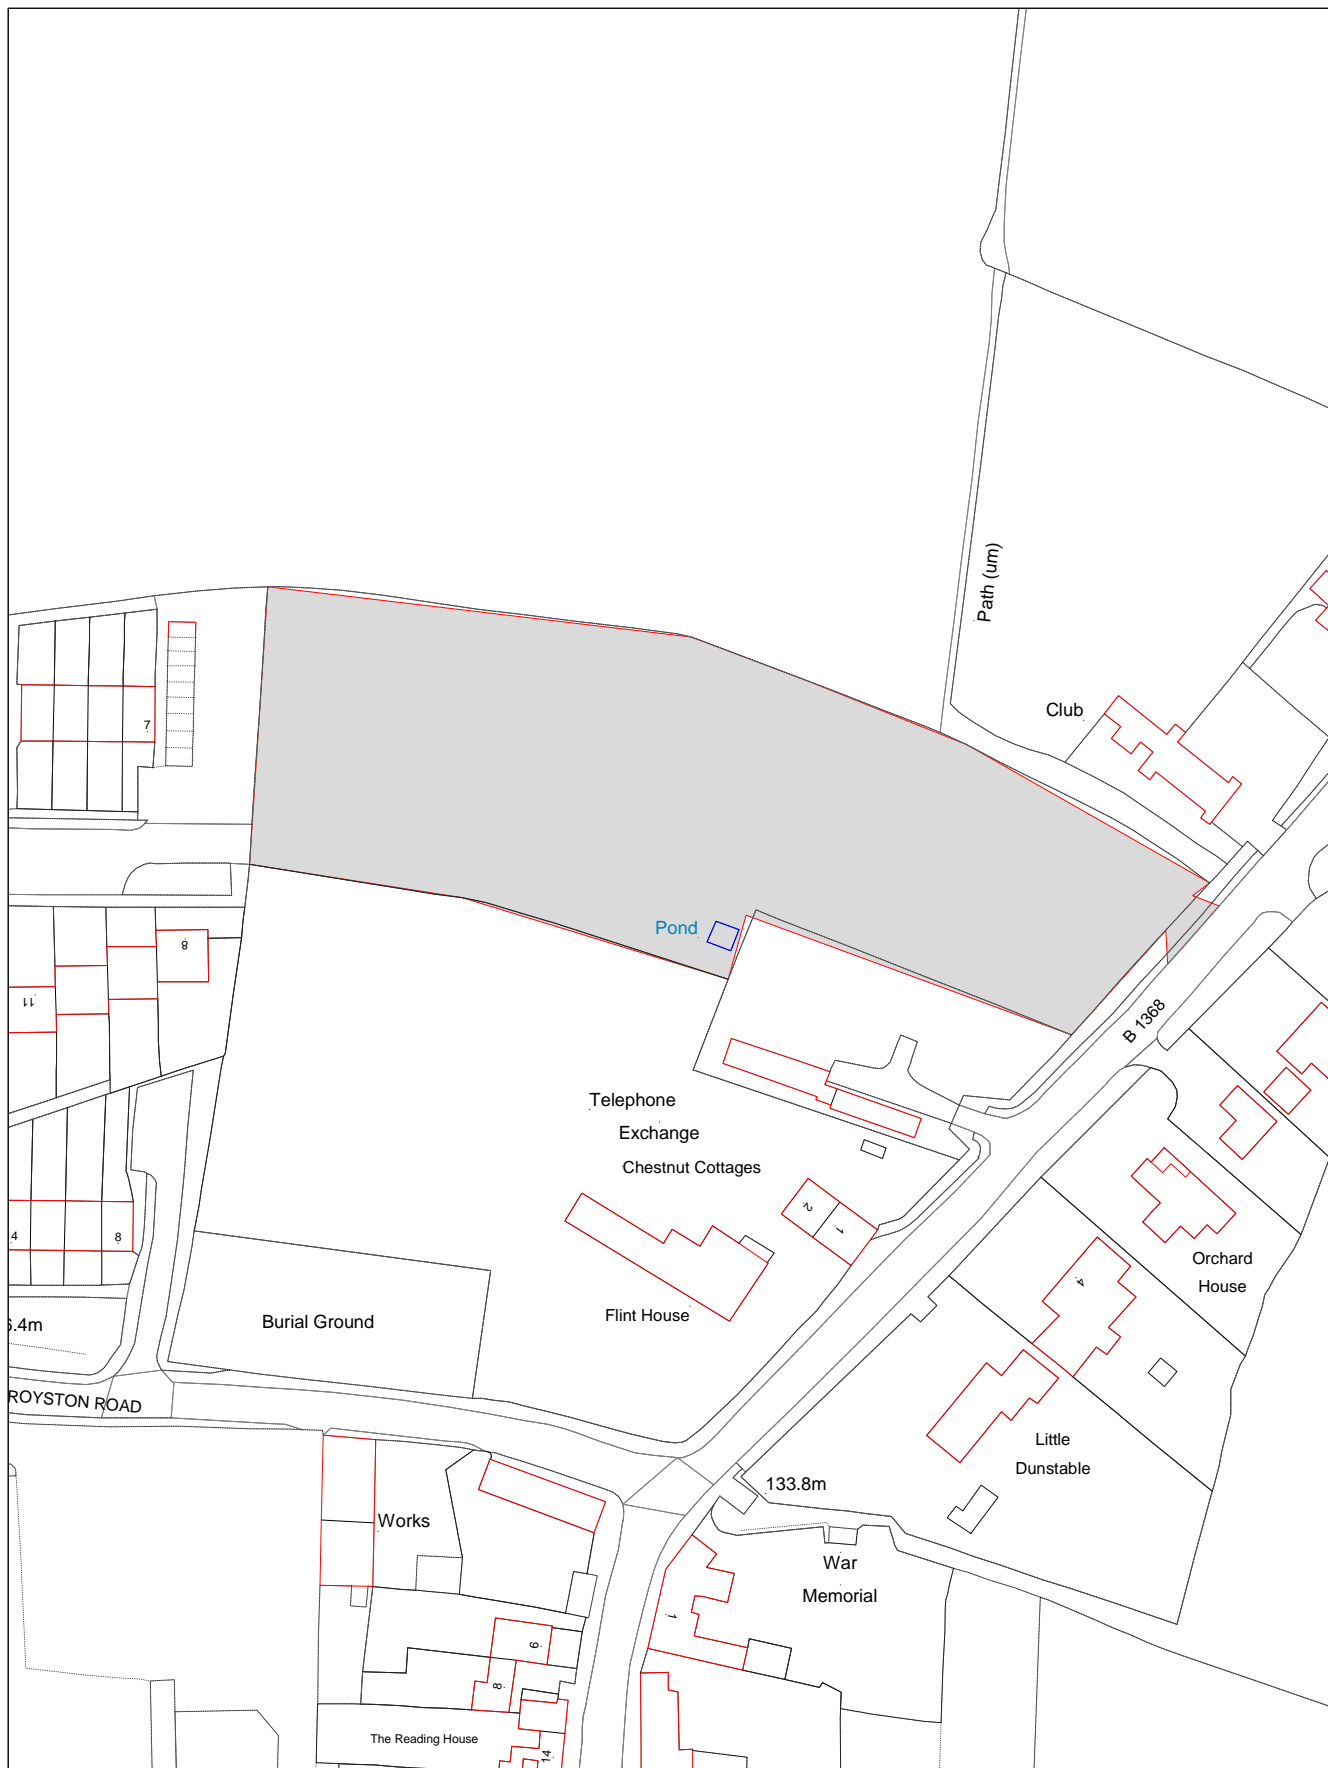 Path (um)
Club
7
Pond
8
11
B 1368
Telephone
Exchange
Chestnut Cottages
2
1
4
8
Orchard
House
4
Flint House
Burial Ground
ROYSTON ROAD
Little
Dunstable
133.8m
Works
War
Memorial
1
8
The Reading House
14